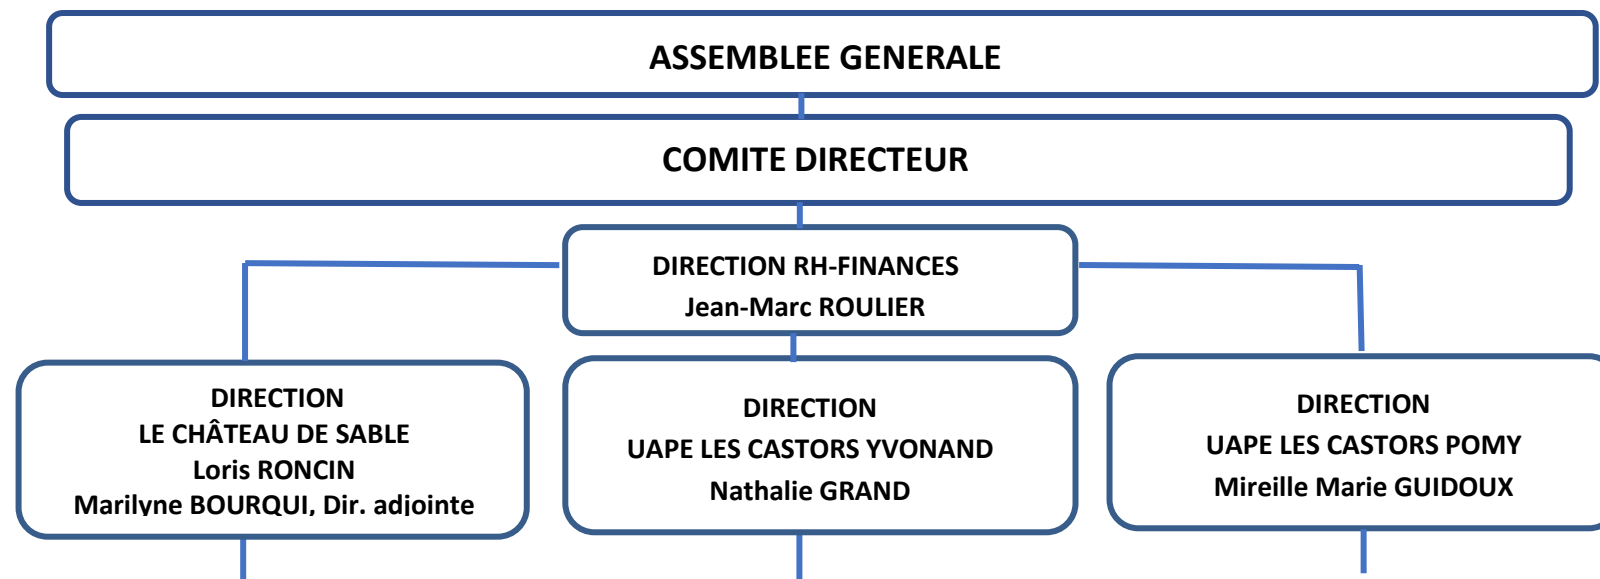 ASSEMBLEE GENERALE
COMITE DIRECTEUR
DIRECTION RH-FINANCES
Jean-Marc ROULIER
DIRECTION
LE CHÂTEAU DE SABLE
Loris RONCIN
Marilyne BOURQUI, Dir. adjointe
DIRECTION
UAPE LES CASTORS YVONAND
Nathalie GRAND
DIRECTION
UAPE LES CASTORS POMY
Mireille Marie GUIDOUX